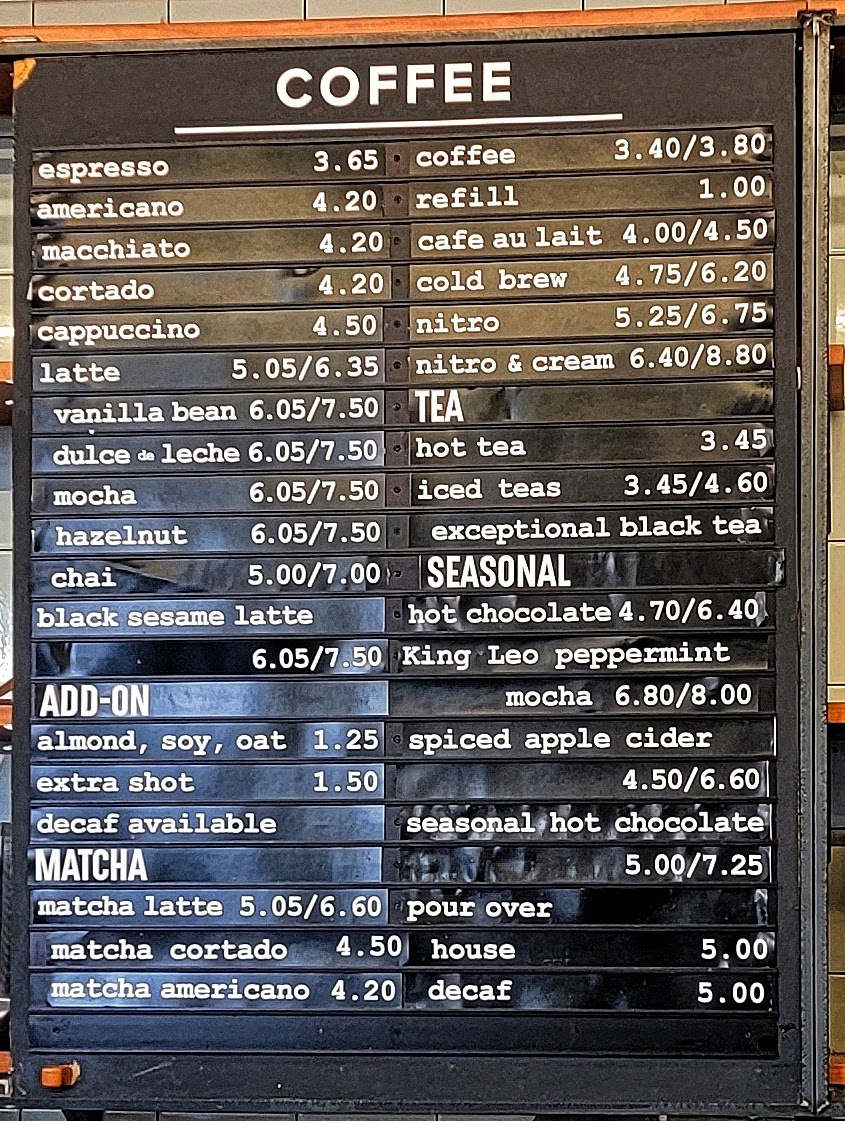 COFFEE
espresso 3.65
americano 4.20
macchiato 4.20
cortado 4.20
cappuccino 4.50
latte 5.05/6.35
vanilla bean 6.05/7.50
dulce de leche 6.05/7.50
mocha 6.05/7.50
hazelnut 6.05/7.50
chai 5.00/7.00
black sesame latte
6.05/7.50
ADD-ON
almond, soy, oat 1.25
extra shot 1.50
decaf available
MATCHA
matcha latte 5.05/6.60
matcha cortado 4.50
matcha americano 4.20
coffee 3.40/3.80
refill 1.00
cafe au lait 4.00/4.50
cold brew 4.75/6.20
nitro 5.25/6.75
nitro & cream 6.40/8.80
TEA
hot tea 3.45
iced teas 3.45/4.60
exceptional black tea
SEASONAL
hot chocolate 4.70/6.40
King Leo peppermint
mocha 6.80/8.00
spiced apple cider
4.50/6.60
seasonal hot chocolate
5.00/7.25
pour over
house 5.00
decaf 5.00